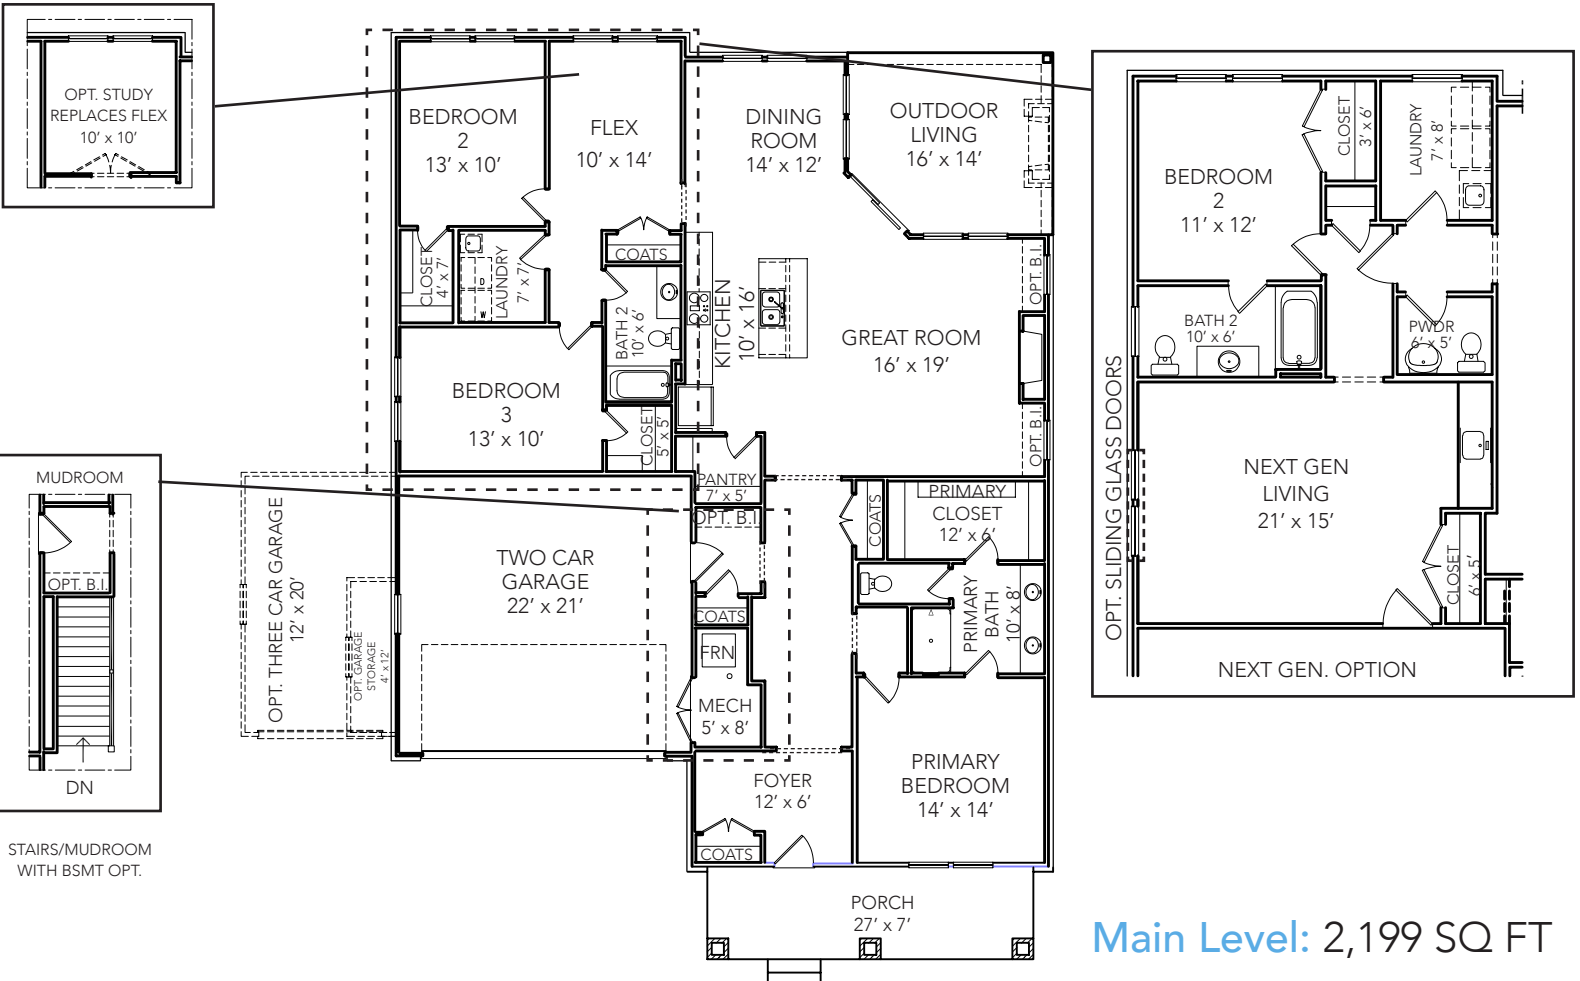 OPT. STUDY
REPLACES FLEX
10’ x 10’
BEDROOM
2
13’ x 10’
FLEX
10’ x 14’
DINING
ROOM
14’ x 12’
OUTDOOR
LIVING
16’ x 14’
CLOSET
4’ x 7’
D
W
LAUNDRY
7’ x 7’
COATS
BATH 2
10’ x 6’
KITCHEN
10’ x 16’
GREAT ROOM
16’ x 19’
OPT. B.I.
OPT. B.I.
BEDROOM
3
13’ x 10’
CLOSET
5’ x 5’
PANTRY
7’ x 5’
OPT. B.I.
COATS
PRIMARY
CLOSET
12’ x 6’
MUDROOM
OPT. B.I.
DN
STAIRS/MUDROOM
WITH BSMT OPT.
OPT. THREE CAR GARAGE
12’ x 20’
OPT. GARAGE
STORAGE
4’ x 12’
TWO CAR
GARAGE
22’ x 21’
COATS
FRN
MECH
5’ x 8’
PRIMARY
BATH
10’ x 8’
FOYER
12’ x 6’
COATS
PRIMARY
BEDROOM
14’ x 14’
PORCH
27’ x 7’
BEDROOM
2
11’ x 12’
CLOSET
3’ x 6’
LAUNDRY
7’ x 8’
BATH 2
10’ x 6’
PWDR
6’ x 5’
OPT. SLIDING GLASS DOORS
NEXT GEN
LIVING
21’ x 15’
CLOSET
6’ x 5’
NEXT GEN. OPTION
Main Level: 2,199 SQ FT